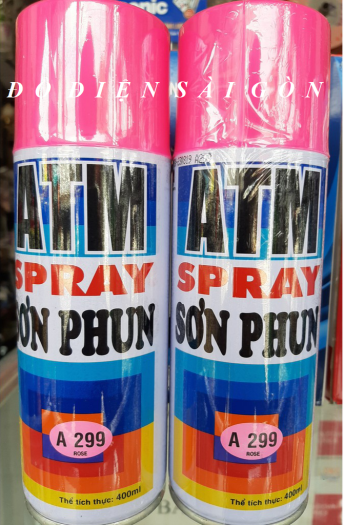 sonic
ĐỒ ĐIỆN SÀI GÒN
ATM
SPRAY
SƠN PHUN
A 299
ROSE
Thể tích thực: 400ml
ATM
SPRAY
SƠN PHUN
A 299
ROSE
Thể tích thực: 400ml